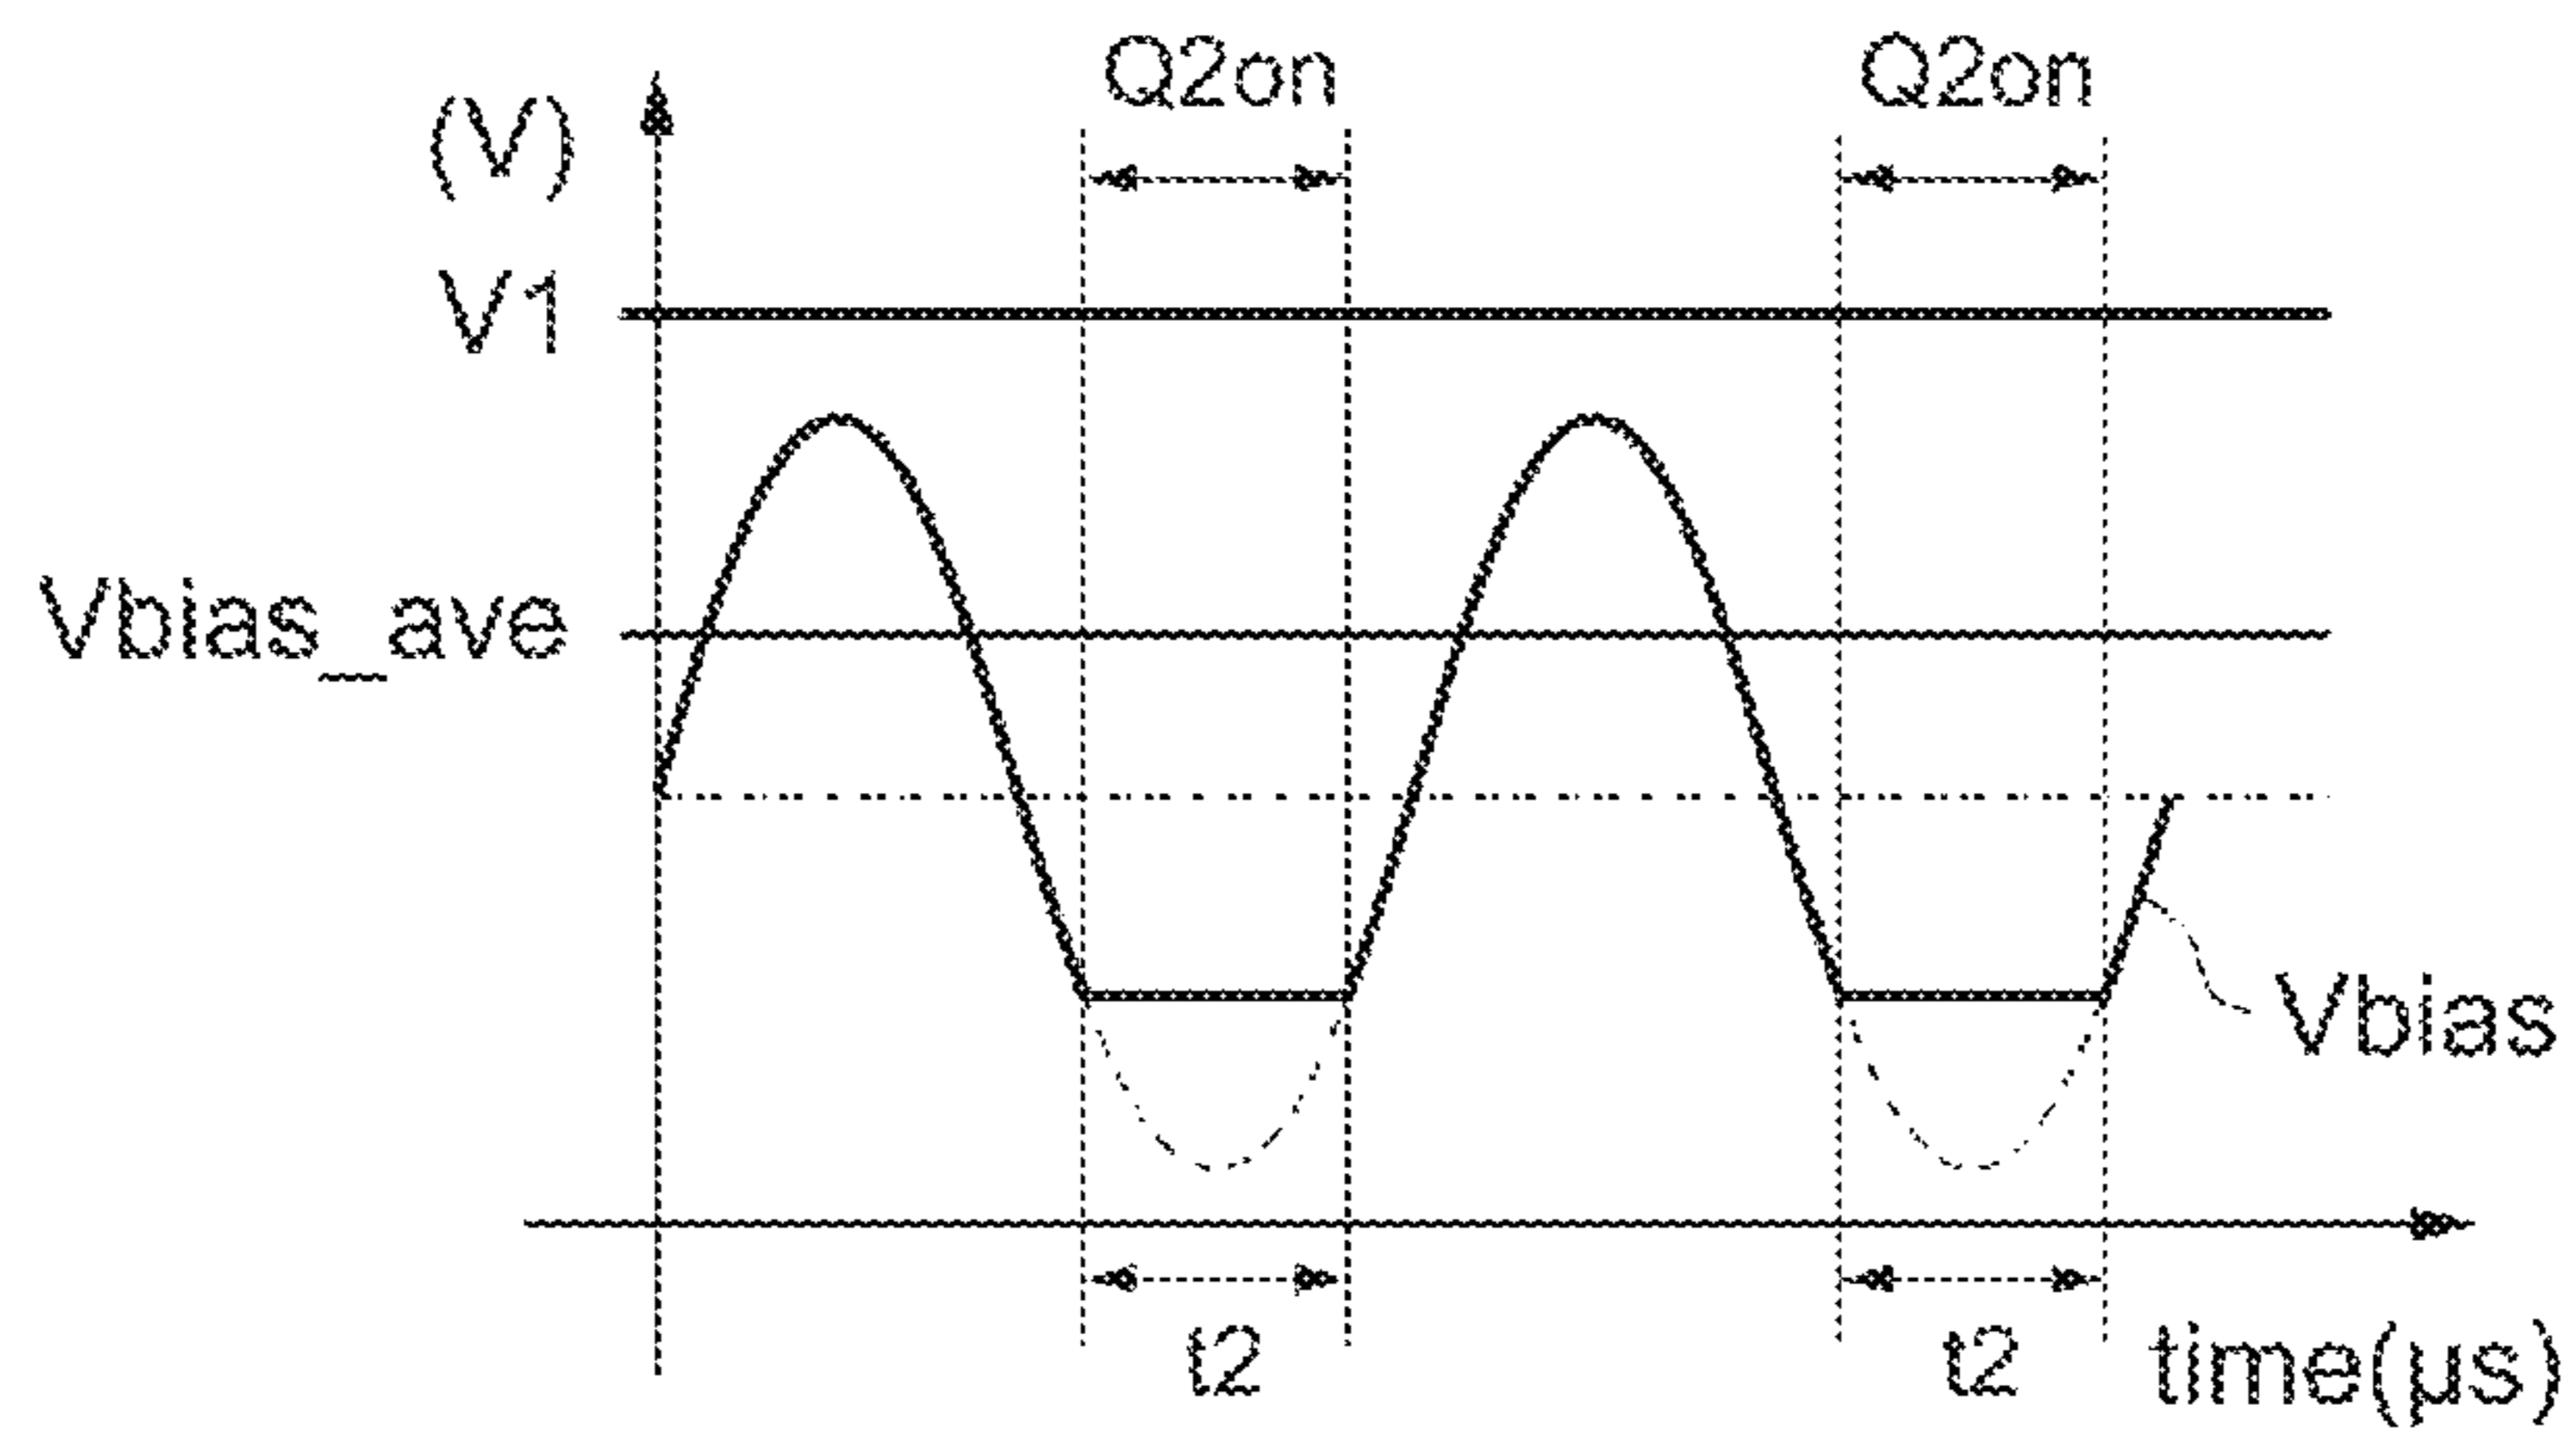 Q2on
Q2on
(V)
V1
Vbias_ave
Vbias
t2
t2
time(µs)